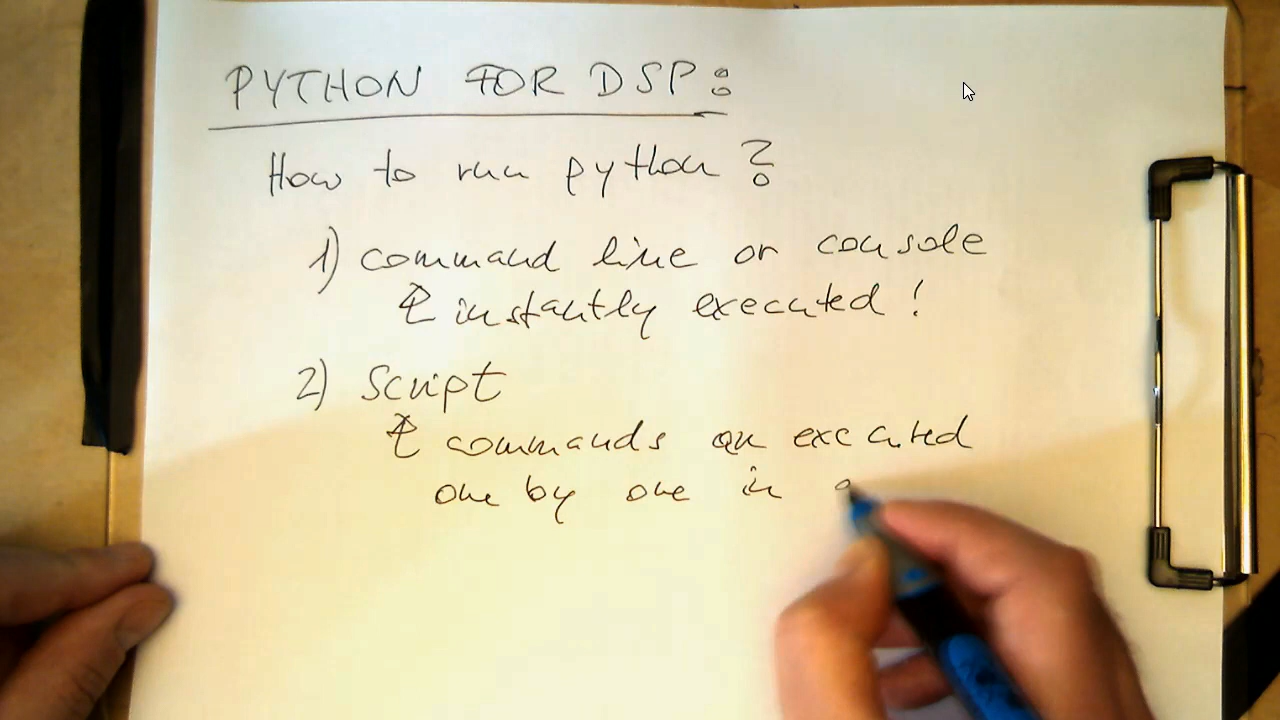 PYTHON FOR DSP:
How to run python?
1) command line or console
instantly executed!
2) Script
commands are executed
one by one in